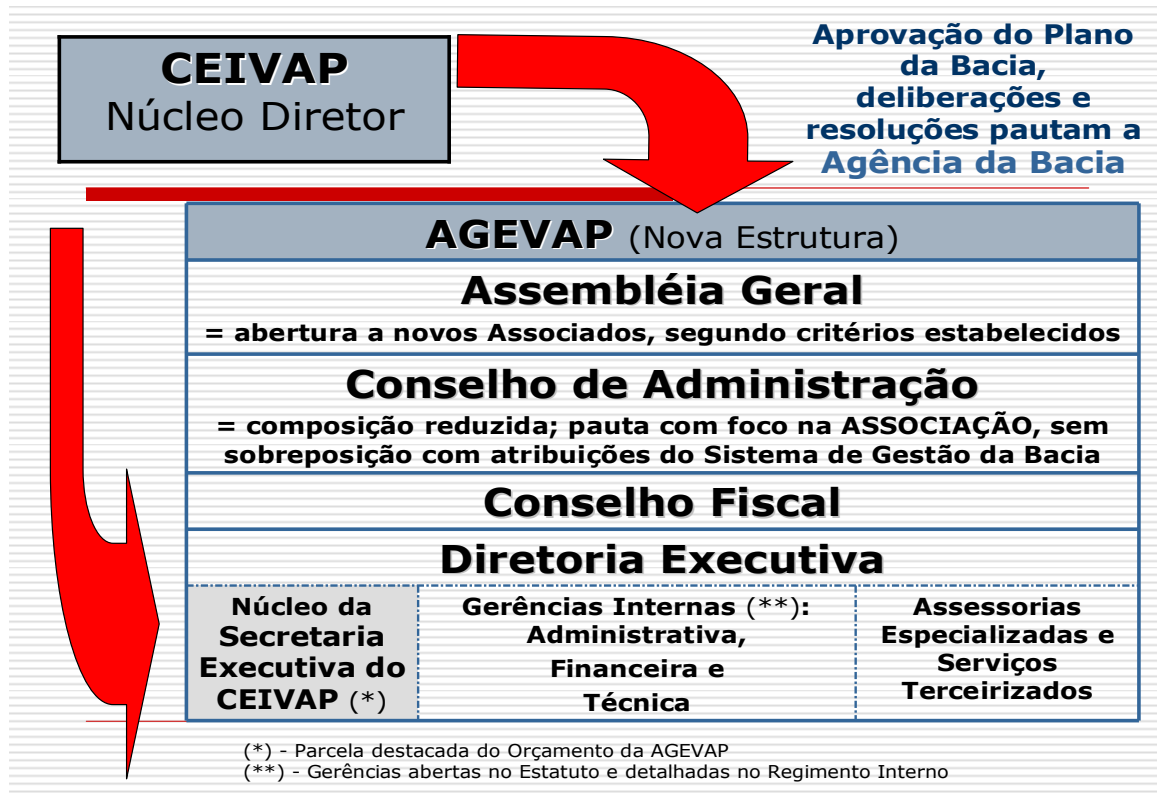 CEIVAP
Núcleo Diretor
Aprovação do Plano
da Bacia,
deliberações e
resoluções pautam a
Agência da Bacia
AGEVAP (Nova Estrutura)
Assembléia Geral
= abertura a novos Associados, segundo critérios estabelecidos
Conselho de Administração
= composição reduzida; pauta com foco na ASSOCIAÇÃO, sem
sobreposição com atribuições do Sistema de Gestão da Bacia
Conselho Fiscal
Diretoria Executiva
Núcleo da
Secretaria
Executiva do
CEIVAP (*)
Gerências Internas (**):
Administrativa,
Financeira e
Técnica
Assessorias
Especializadas e
Serviços
Terceirizados
(*) - Parcela destacada do Orçamento da AGEVAP
(**) - Gerências abertas no Estatuto e detalhadas no Regimento Interno